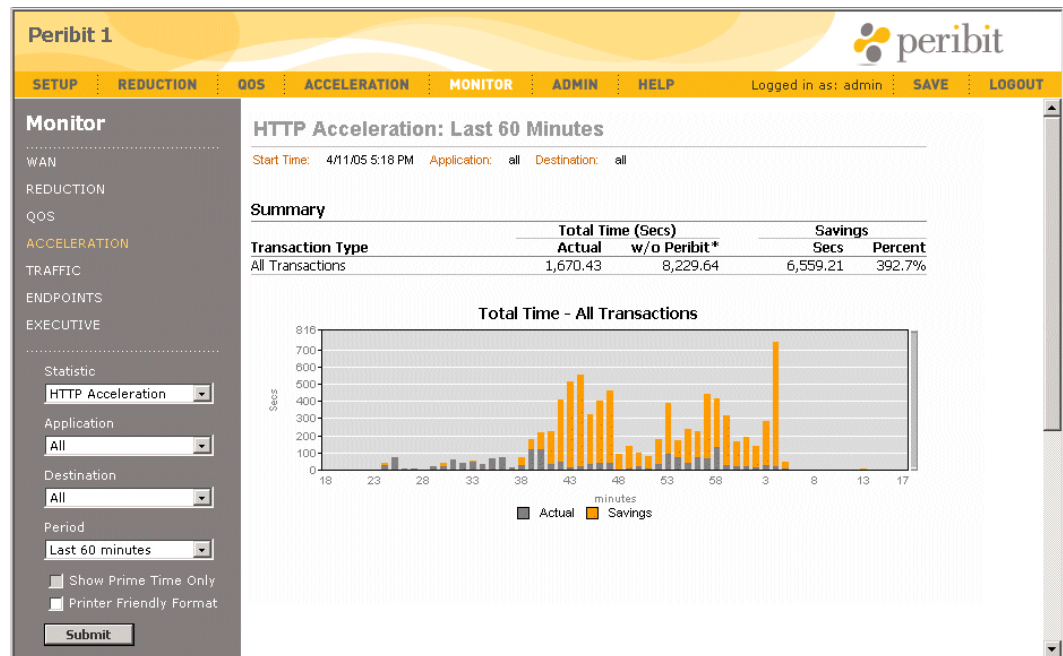 Peribit 1
peribit
SETUP REDUCTION QOS ACCELERATION MONITOR ADMIN HELP Logged in as: admin SAVE LOGOUT
Monitor
WAN
REDUCTION
QOS
ACCELERATION
TRAFFIC
ENDPOINTS
EXECUTIVE
Statistic
HTTP Acceleration
Application
All
Destination
All
Period
Last 60 minutes
Show Prime Time Only
Printer Friendly Format
Submit
HTTP Acceleration: Last 60 Minutes
Start Time: 4/11/05 5:18 PM Application: all Destination: all
Summary
Total Time (Secs) Savings
Transaction Type Actual w/o Peribit* Secs Percent
All Transactions 1,670.43 8,229.64 6,559.21 392.7%
Total Time - All Transactions
816
700
600
500
400
300
200
100
0
Secs
18 23 28 33 38 43 48 53 58 3 8 13 17
minutes
Actual Savings